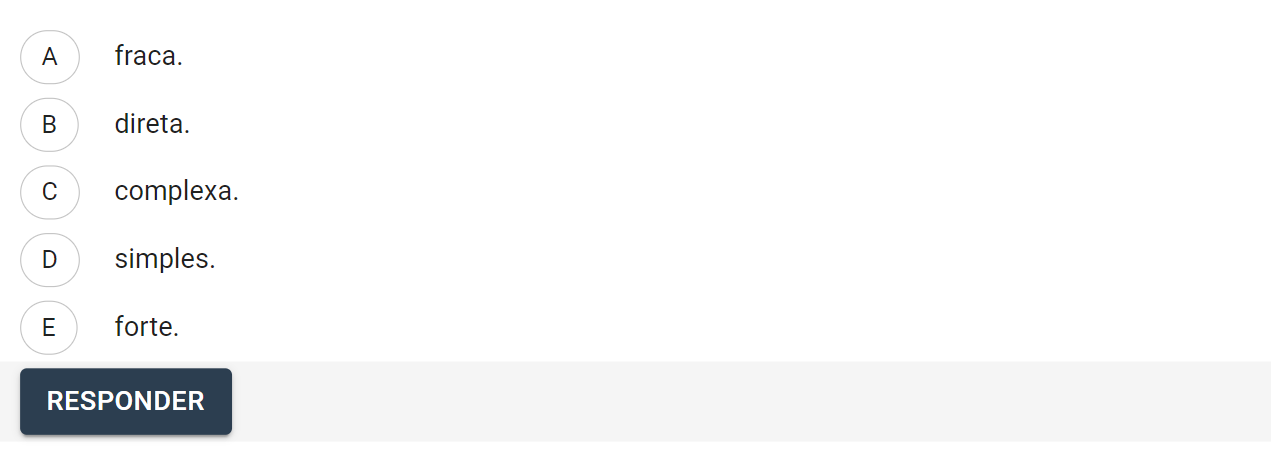 A fraca.
B direta.
C complexa.
D simples.
E forte.
RESPONDER